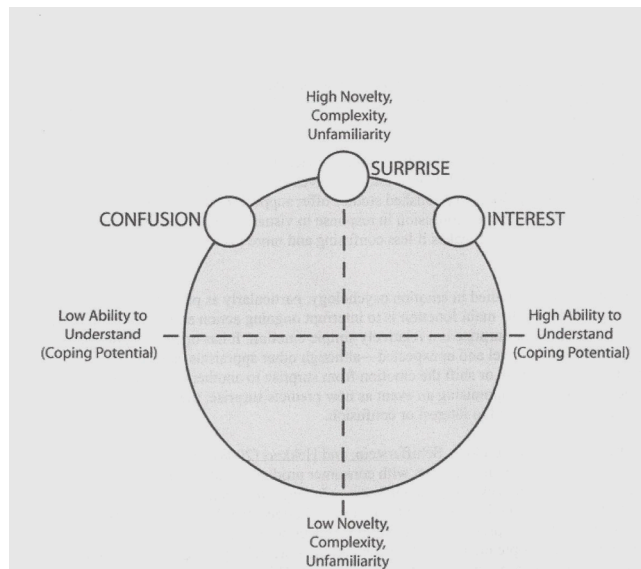 High Novelty,
Complexity,
Unfamiliarity
SURPRISE
CONFUSION
INTEREST
Low Ability to
Understand
(Coping Potential)
High Ability to
Understand
(Coping Potential)
Low Novelty,
Complexity,
Unfamiliarity